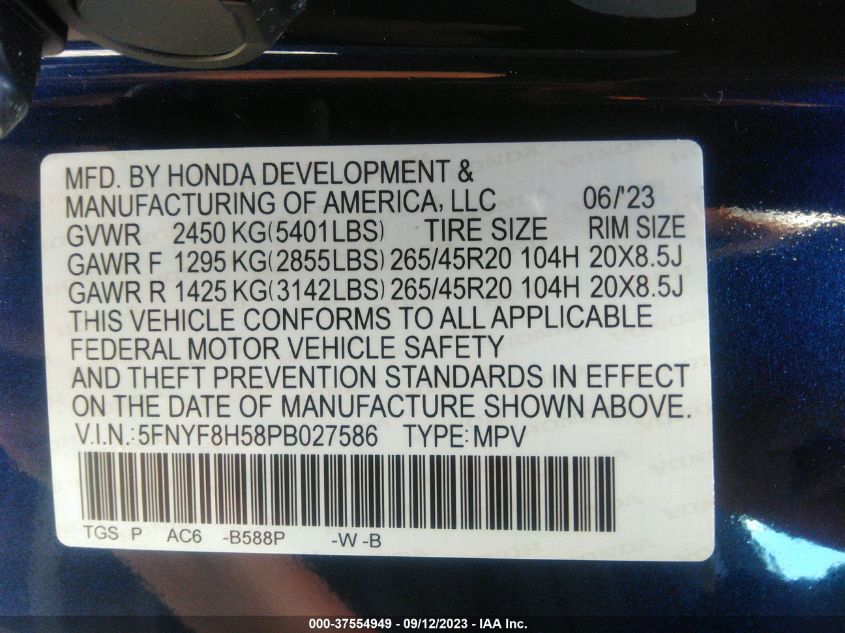 MFD. BY HONDA DEVELOPMENT &
MANUFACTURING OF AMERICA, LLC 06/'23
GVWR 2450 KG(5401LBS) TIRE SIZE RIM SIZE
GAWR F 1295 KG(2855LBS) 265/45R20 104H 20X8.5J
GAWR R 1425 KG(3142LBS) 265/45R20 104H 20X8.5J
THIS VEHICLE CONFORMS TO ALL APPLICABLE
FEDERAL MOTOR VEHICLE SAFETY
AND THEFT PREVENTION STANDARDS IN EFFECT
ON THE DATE OF MANUFACTURE SHOWN ABOVE.
V.I.N.:5FNYF8H58PB027586 TYPE:MPV
TGS P AC6 -B588P -W -B
000-37554949 - 09/12/2023 - IAA Inc.